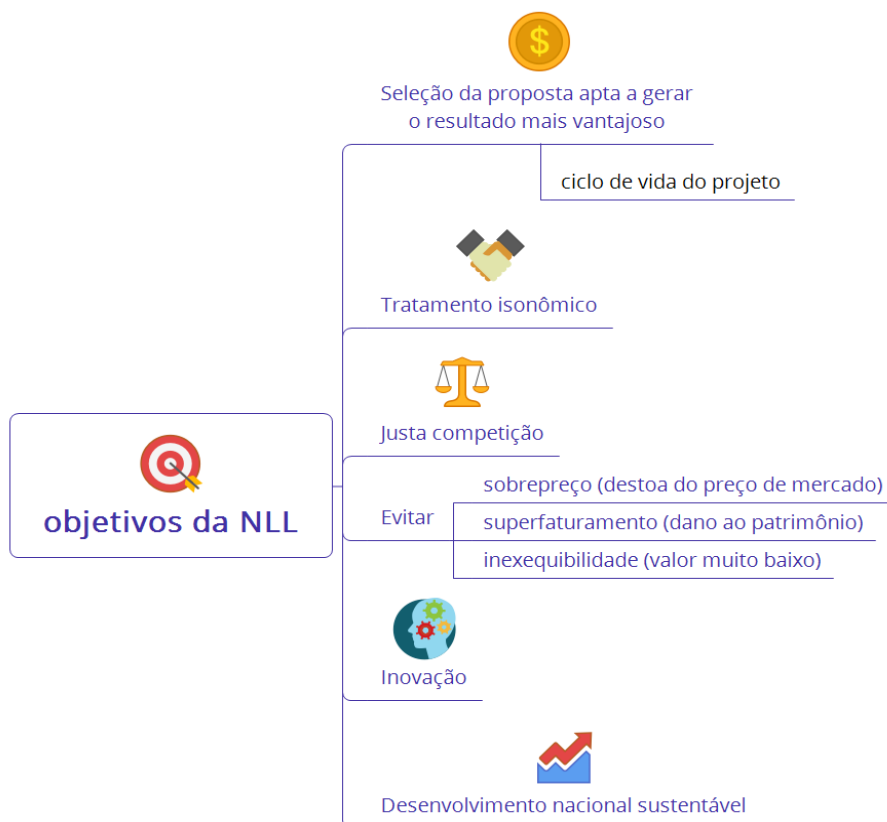 $
Seleção da proposta apta a gerar
o resultado mais vantajoso
ciclo de vida do projeto
Tratamento isonômico
Justa competição
objetivos da NLL
Evitar
sobrepreço (destoa do preço de mercado)
superfaturamento (dano ao patrimônio)
inexequibilidade (valor muito baixo)
Inovação
Desenvolvimento nacional sustentável